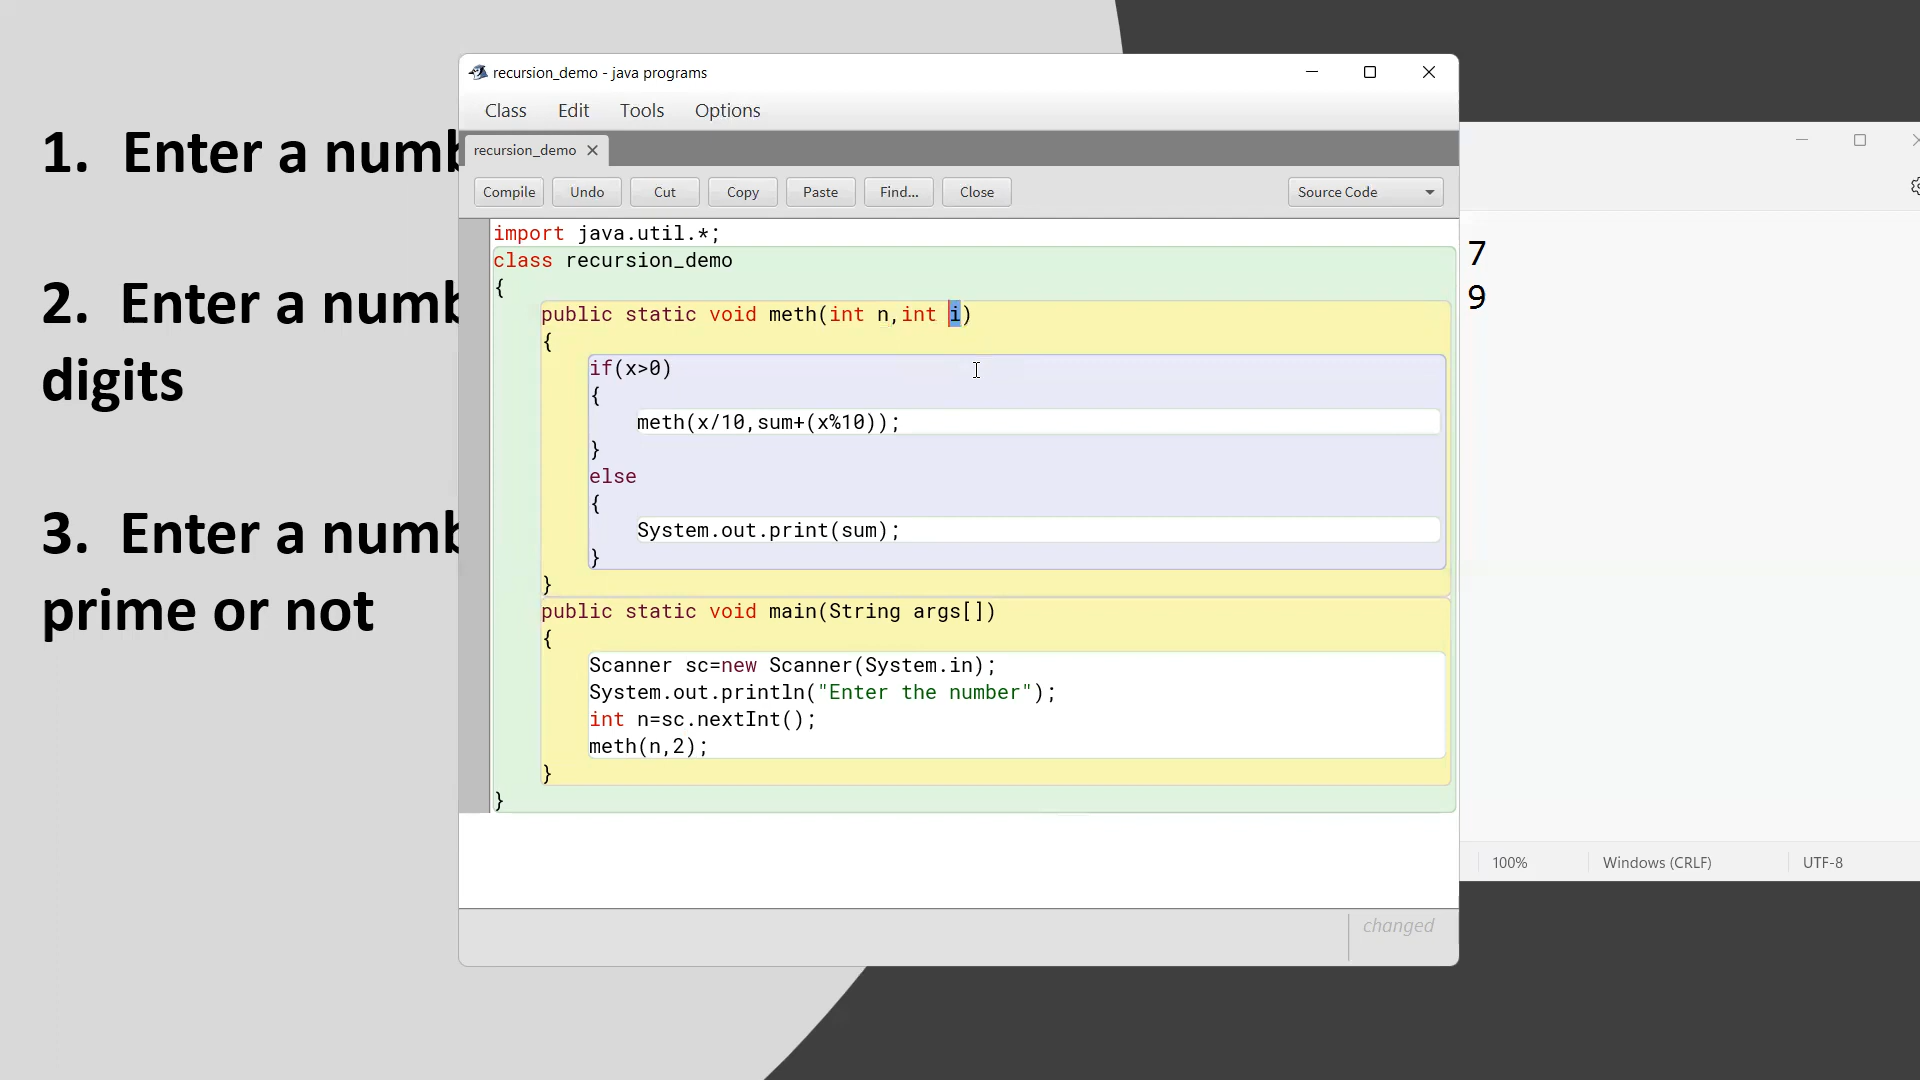 1. Enter a numb
2. Enter a numb
digits
3. Enter a numb
prime or not
recursion_demo - java programs
Class Edit Tools Options
recursion_demo
Compile Undo Cut Copy Paste Find... Close Source Code
import java.util.*;
class recursion_demo
{
public static void meth(int n,int i)
{
if(x>0)
{
meth(x/10,sum+(x%10));
}
else
{
System.out.print(sum);
}
}
public static void main(String args[])
{
Scanner sc=new Scanner(System.in);
System.out.println("Enter the number");
int n=sc.nextInt();
meth(n,2);
}
}
changed
7
9
100% Windows (CRLF) UTF-8